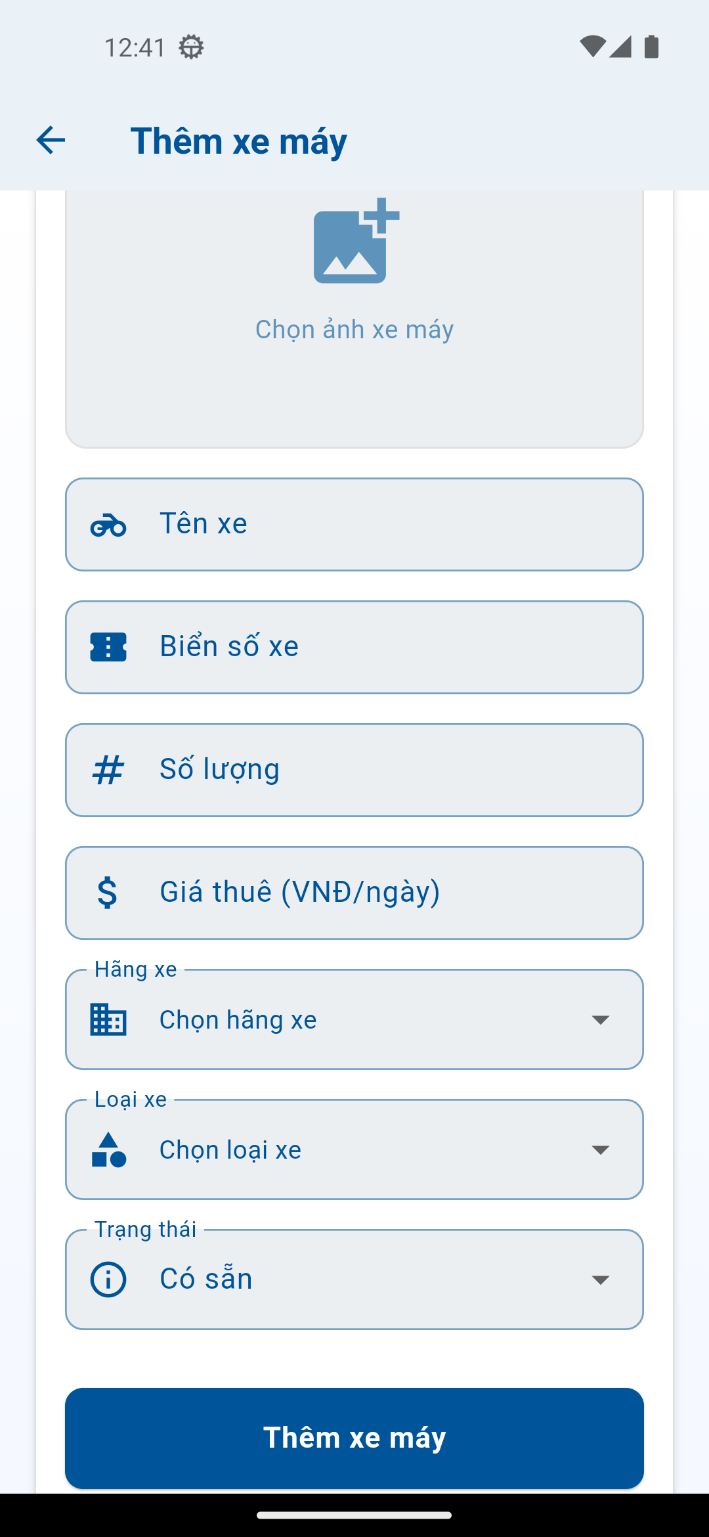 12:41
Thêm xe máy
Chọn ảnh xe máy
Tên xe
Biển số xe
Số lượng
Giá thuê (VNĐ/ngày)
Hãng xe
Chọn hãng xe
Loại xe
Chọn loại xe
Trạng thái
Có sẵn
Thêm xe máy